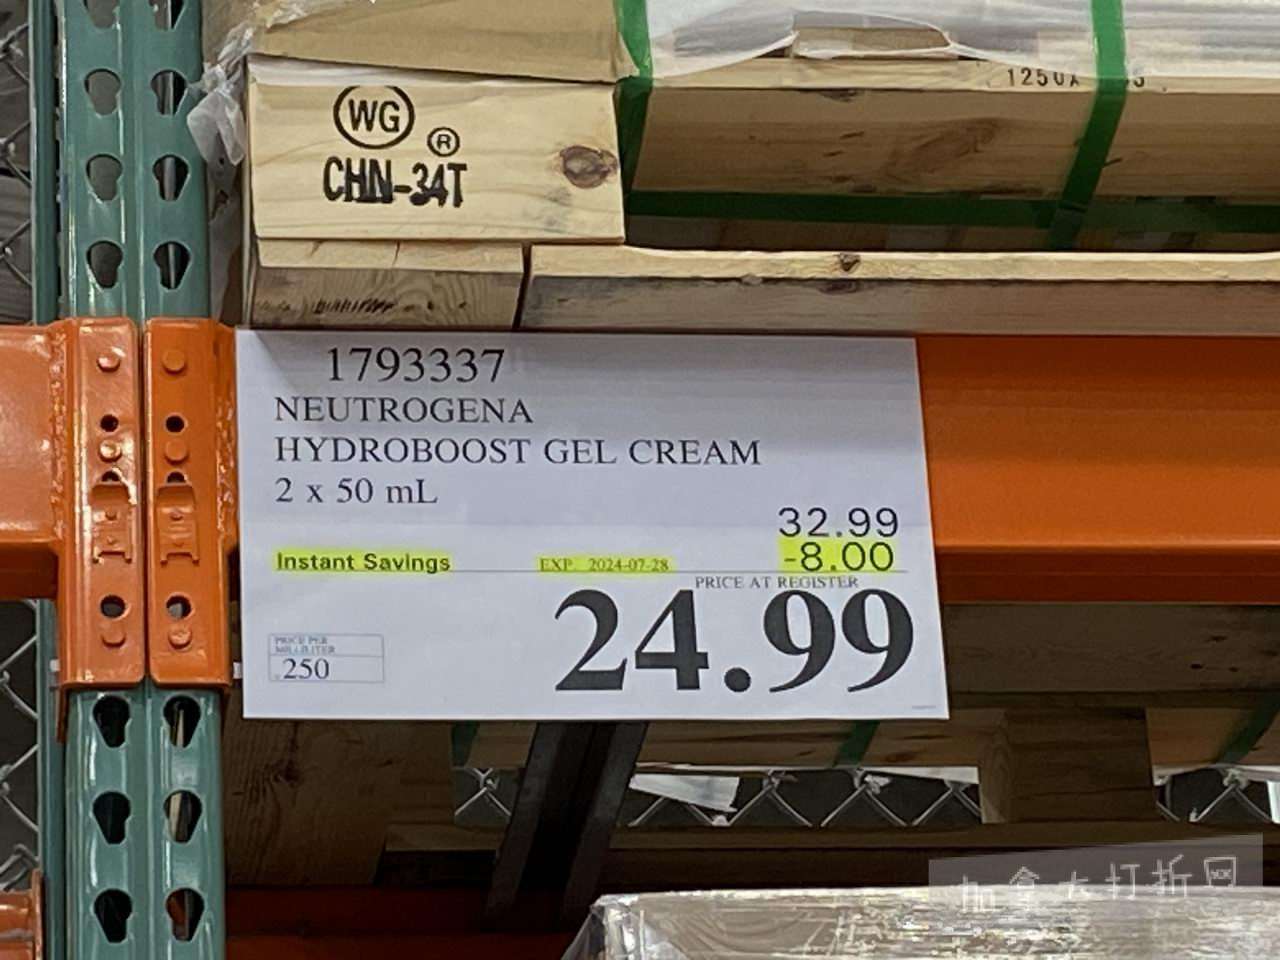 WG
®
CHN-34T
1793337
NEUTROGENA
HYDROBOOST GEL CREAM
2 x 50 mL
32.99
Instant Savings EXP. 2024-07-28 -8.00
PRICE AT REGISTER
24.99
PRICE PER
MILLILITER
.250
加拿大打折网